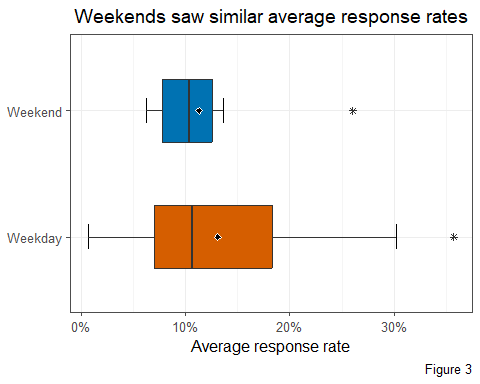 Weekends saw similar average response rates
Weekend
Weekday
0%
10%
20%
30%
Average response rate
Figure 3